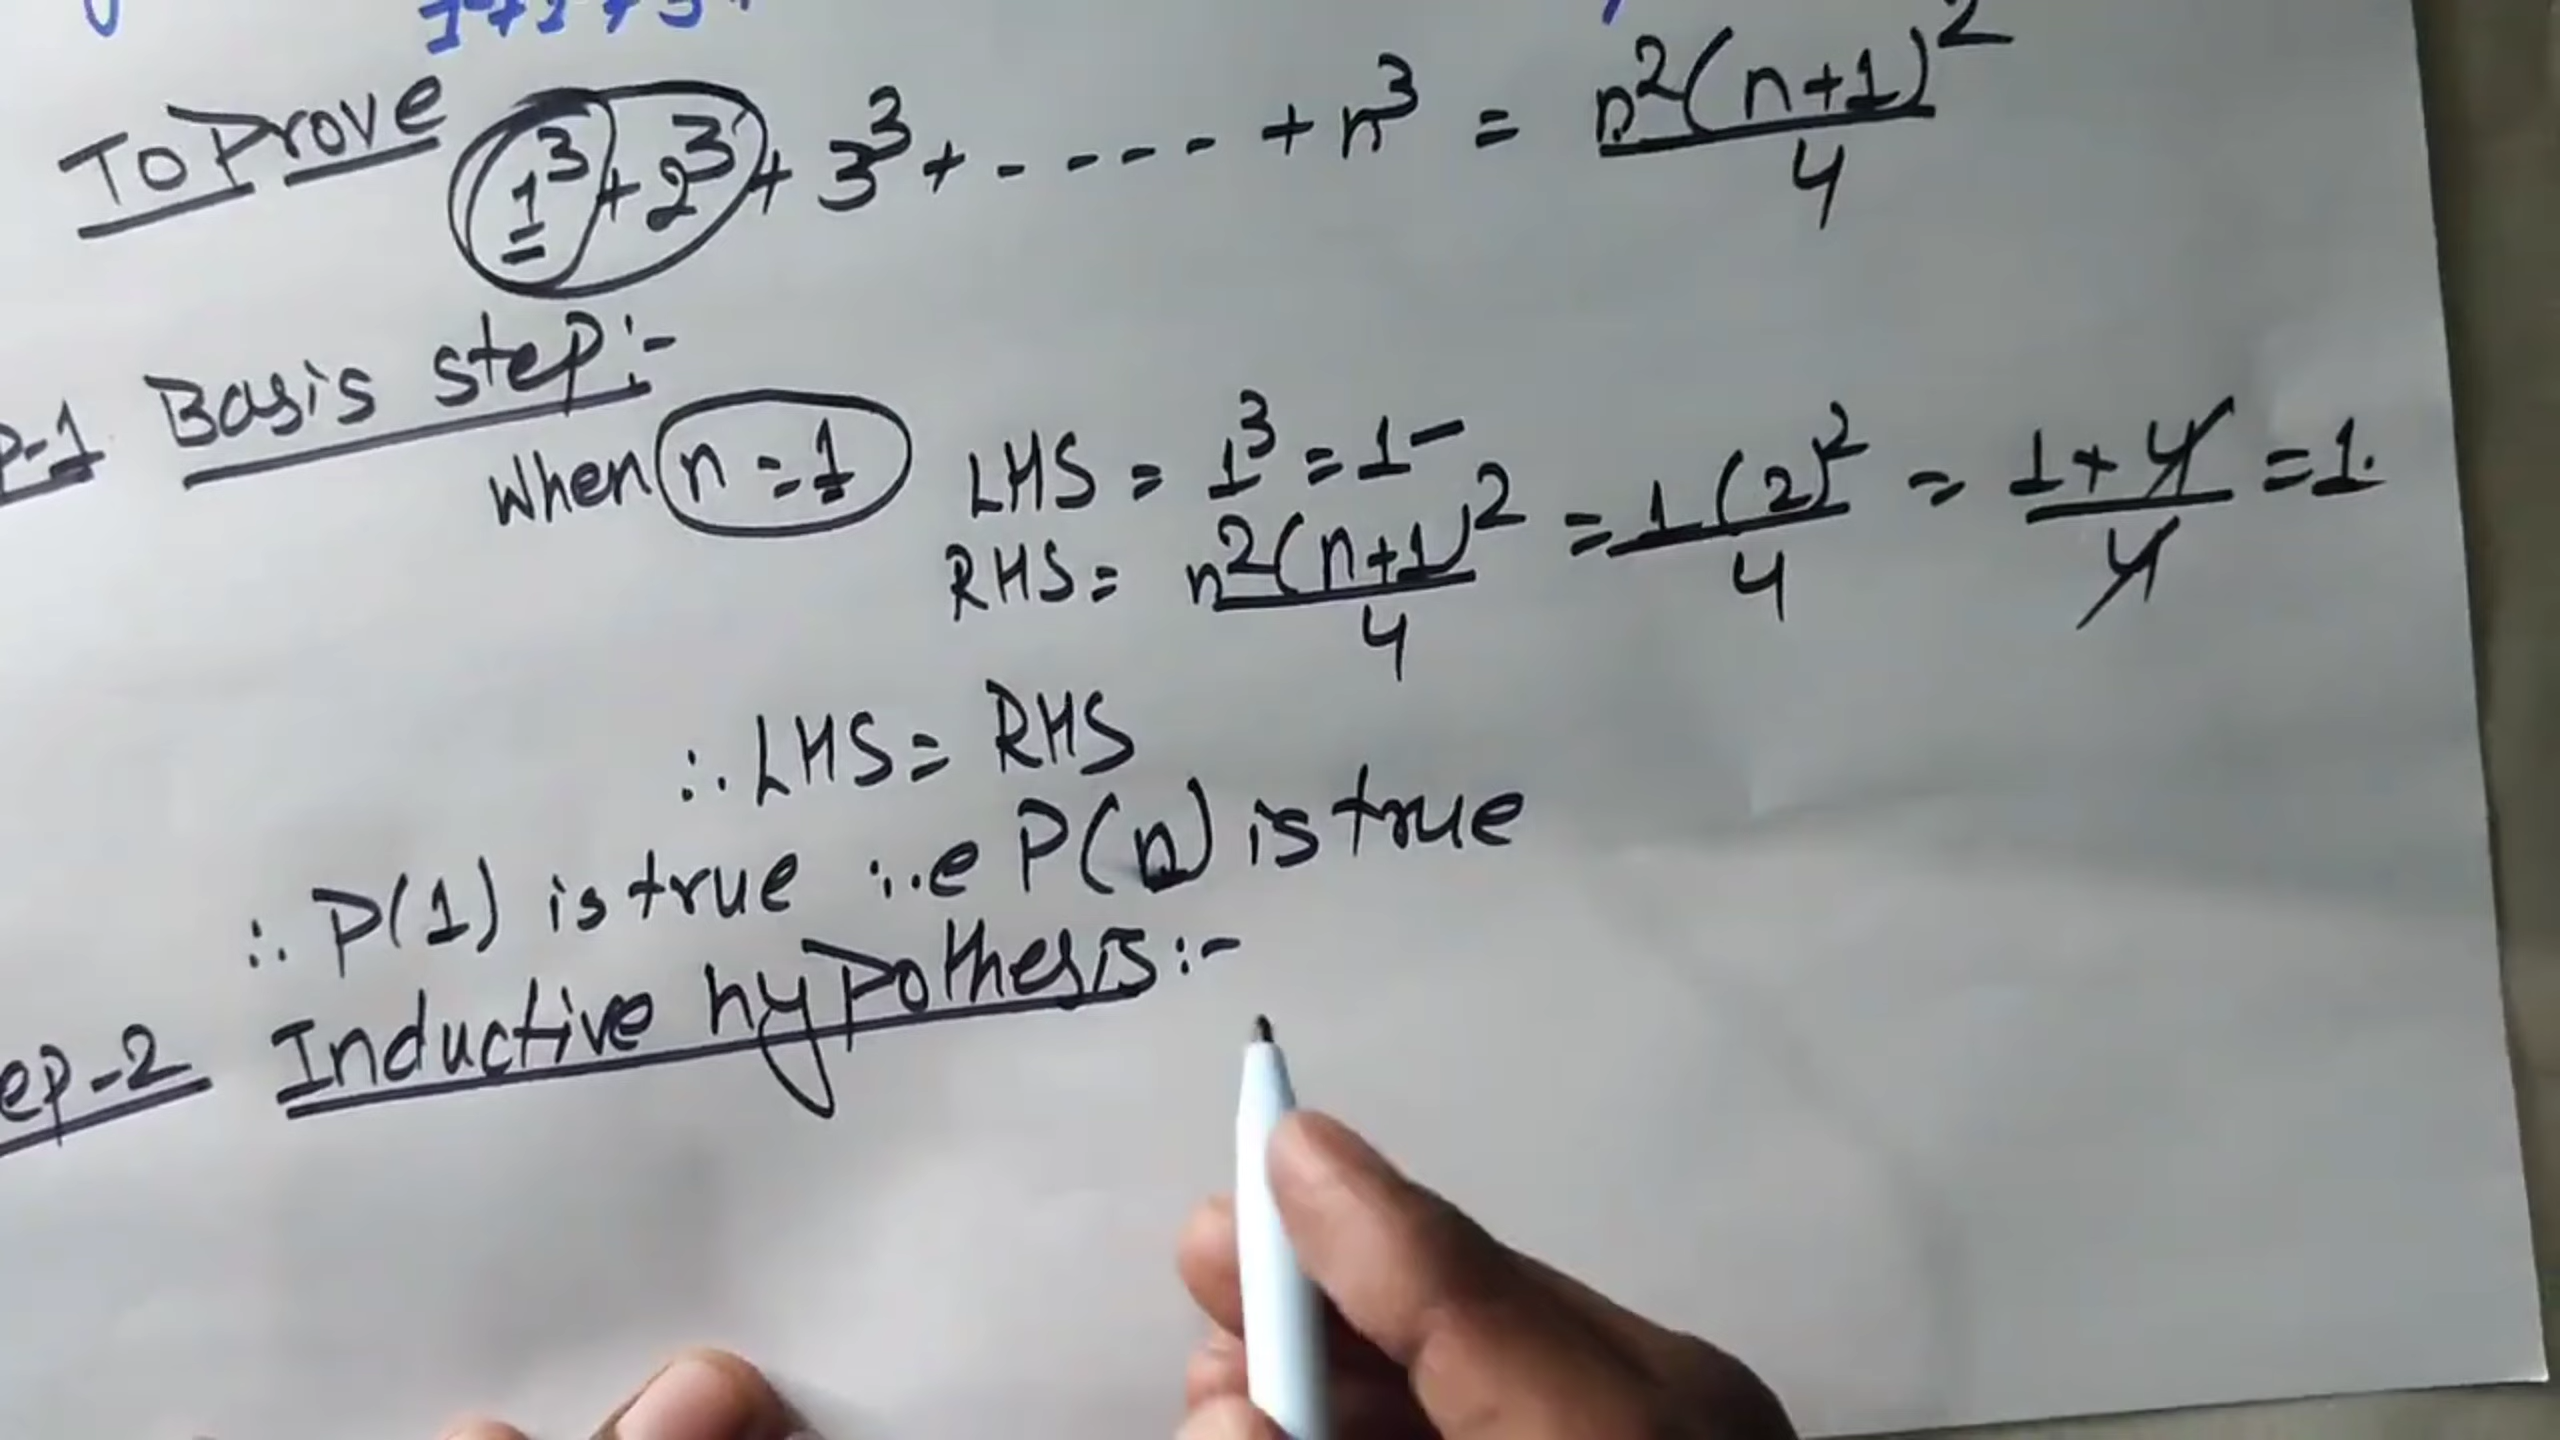 To Prove 1³ + 2³ + 3³ + - - - - + n³ = n²(n+1)²/4
P-1 Basis step:-
When n = 1 LHS = 1³ = 1
RHS = n²(n+1)²/4 = 1(2)²/4 = 1+4/4 = 1.
∴ LHS = RHS
∴ P(1) is true i.e P(n) is true
ep-2 Inductive hypothesis:-